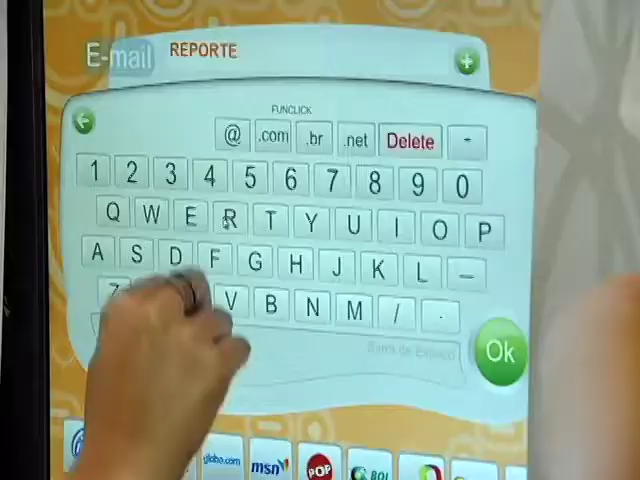 E-mail REPORTE
FUNCLICK
@ .com .br .net Delete -
1 2 3 4 5 6 7 8 9 0
Q W E R T Y U I O P
A S D F G H J K L _
Z V B N M / .
Barra de Espaço
Ok
globo.com msn POP BOL